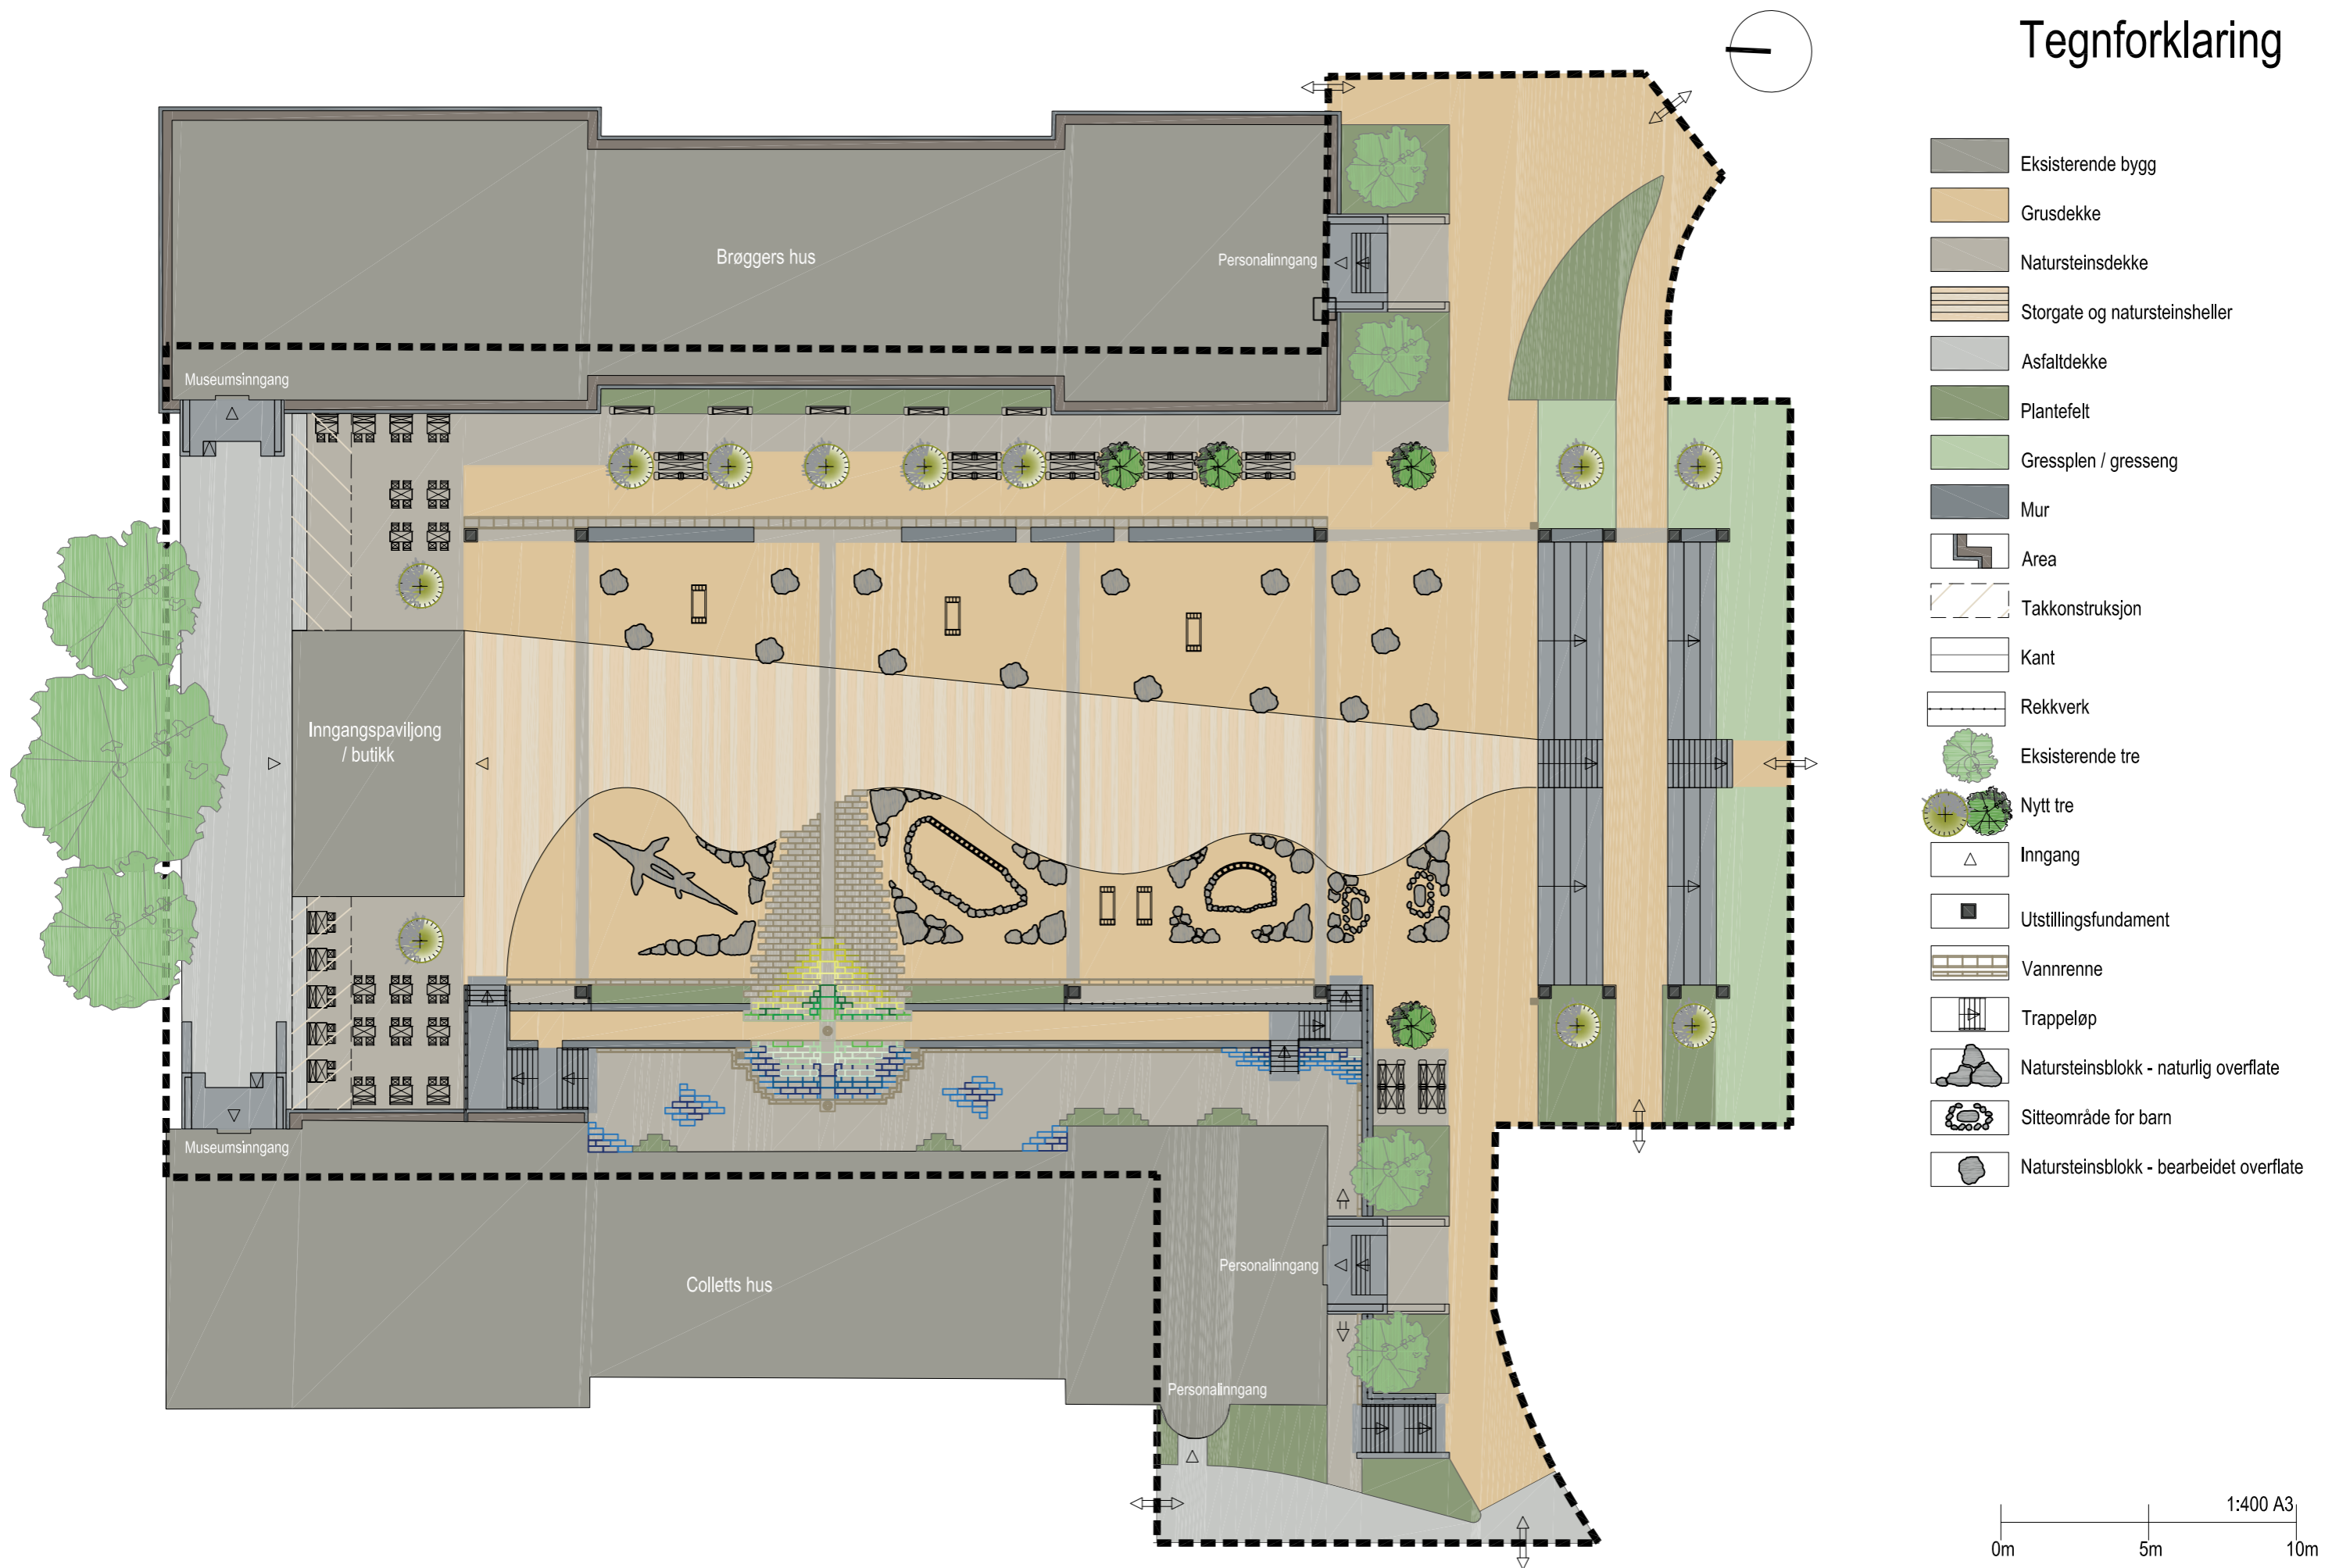 Tegnforklaring
Eksisterende bygg
Grusdekke
Natursteinsdekke
Storgate og natursteinsheller
Asfaltdekke
Plantefelt
Gressplen / gresseng
Mur
Area
Takkonstruksjon
Kant
Rekkverk
Eksisterende tre
Nytt tre
Inngang
Utstillingsfundament
Vannrenne
Trappeløp
Natursteinsblokk - naturlig overflate
Sitteområde for barn
Natursteinsblokk - bearbeidet overflate
Brøggers hus
Personalinngang
Museumsinngang
Inngangspaviljong
/ butikk
Museumsinngang
Colletts hus
Personalinngang
Personalinngang
1:400 A3
0m 5m 10m